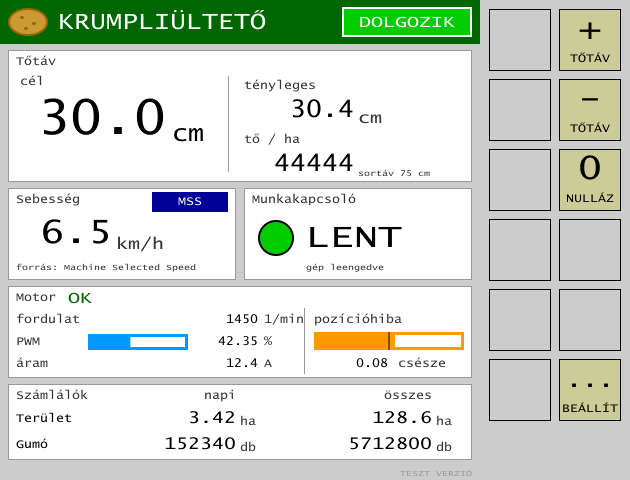 KRUMPLIÜLTETŐ
DOLGOZIK
Tőtáv
cél
30.0 cm
tényleges
30.4 cm
tő / ha
44444 sortáv 75 cm
Sebesség
MSS
6.5 km/h
forrás: Machine Selected Speed
Munkakapcsoló
LENT
gép leengedve
Motor OK
fordulat 1450 1/min
PWM 42.35 %
áram 12.4 A
pozícióhiba
0.08 csésze
Számlálók napi összes
Terület 3.42 ha 128.6 ha
Gumó 152340 db 5712800 db
TESZT VERZIÓ
+
TŐTÁV
−
TŐTÁV
0
NULLÁZ
...
BEÁLLÍT